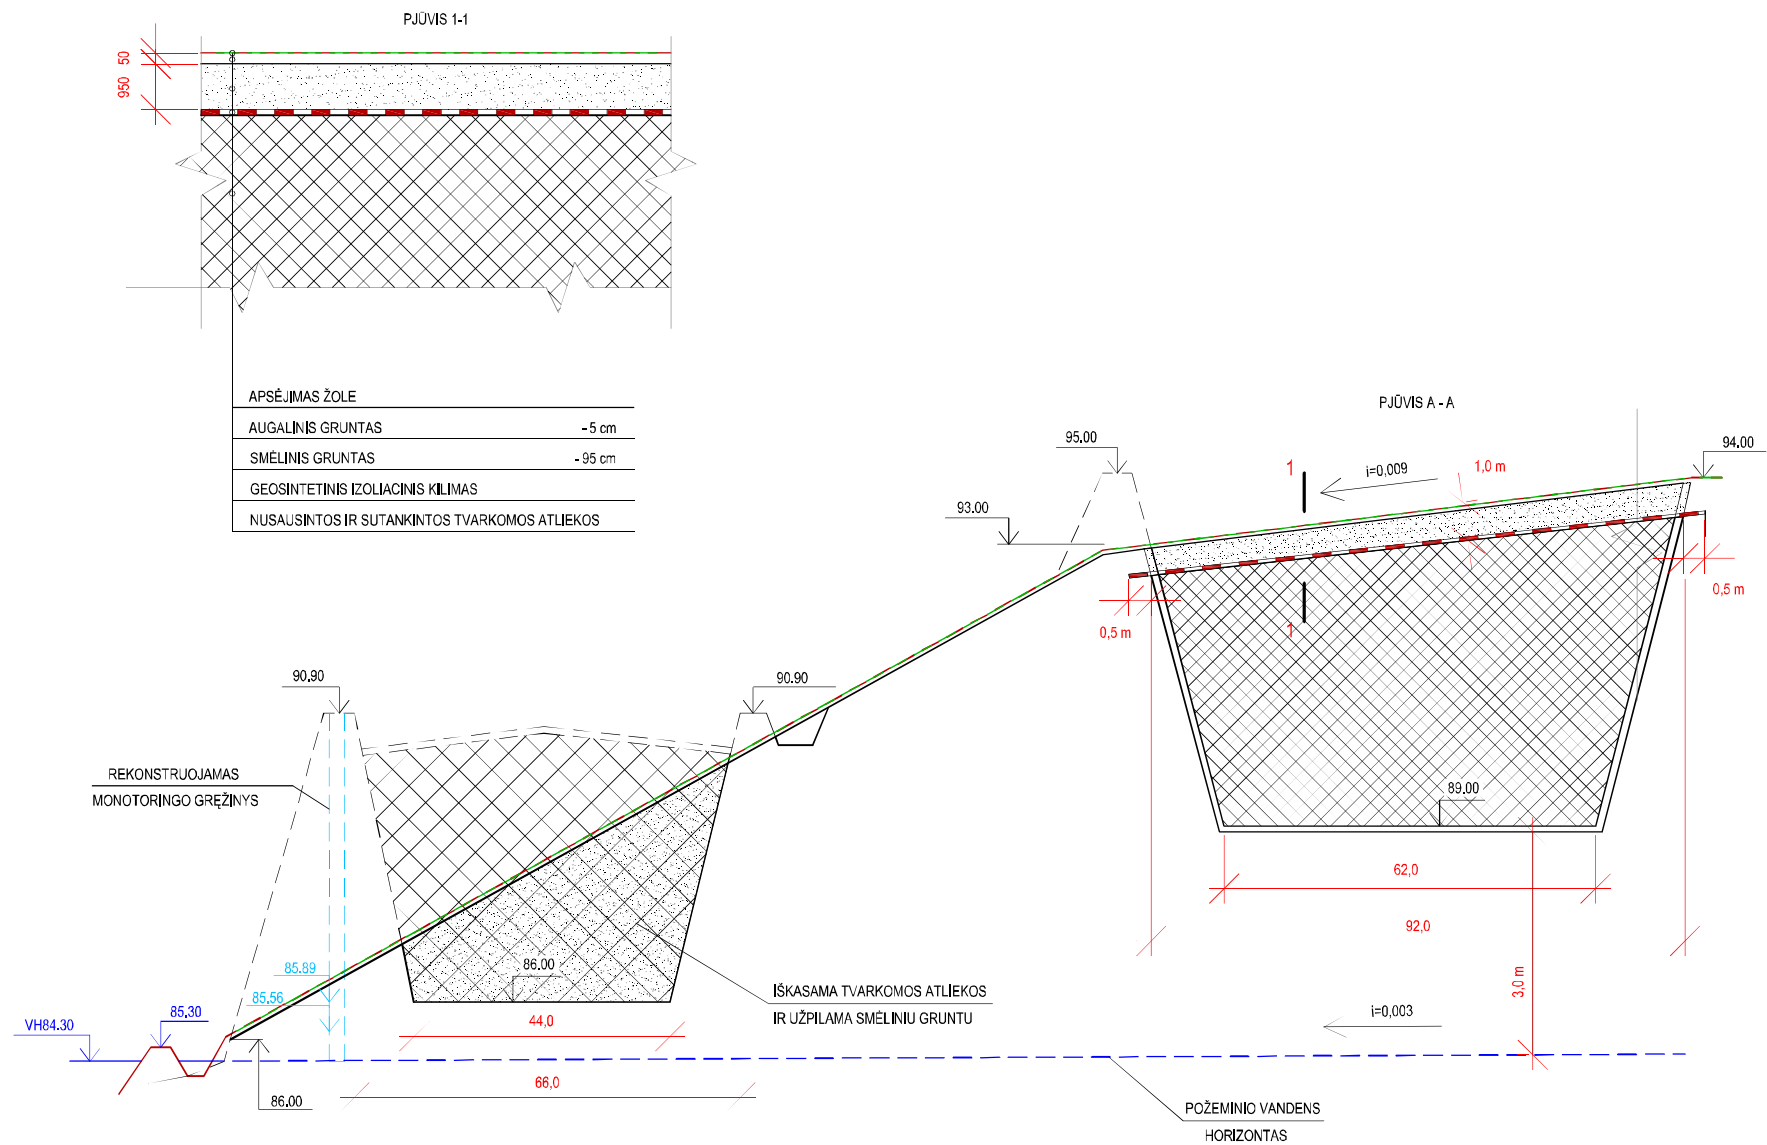 PJŪVIS 1-1
50
950
APSĖJIMAS ŽOLE
AUGALINIS GRUNTAS - 5 cm
SMĖLINIS GRUNTAS - 95 cm
GEOSINTETINIS IZOLIACINIS KILIMAS
NUSAUSINTOS IR SUTANKINTOS TVARKOMOS ATLIEKOS
PJŪVIS A - A
95.00
94.00
1
i=0,009
1,0 m
93.00
0,5 m
0,5 m
1
90.90
90.90
REKONSTRUOJAMAS
MONOTORINGO GRĘŽINYS
89.00
62,0
92,0
86.00
85.89
85.56
IŠKASAMA TVARKOMOS ATLIEKOS
IR UŽPILAMA SMĖLINIU GRUNTU
3,0 m
85.30
VH84.30
44,0
i=0,003
66,0
86.00
POŽEMINIO VANDENS
HORIZONTAS